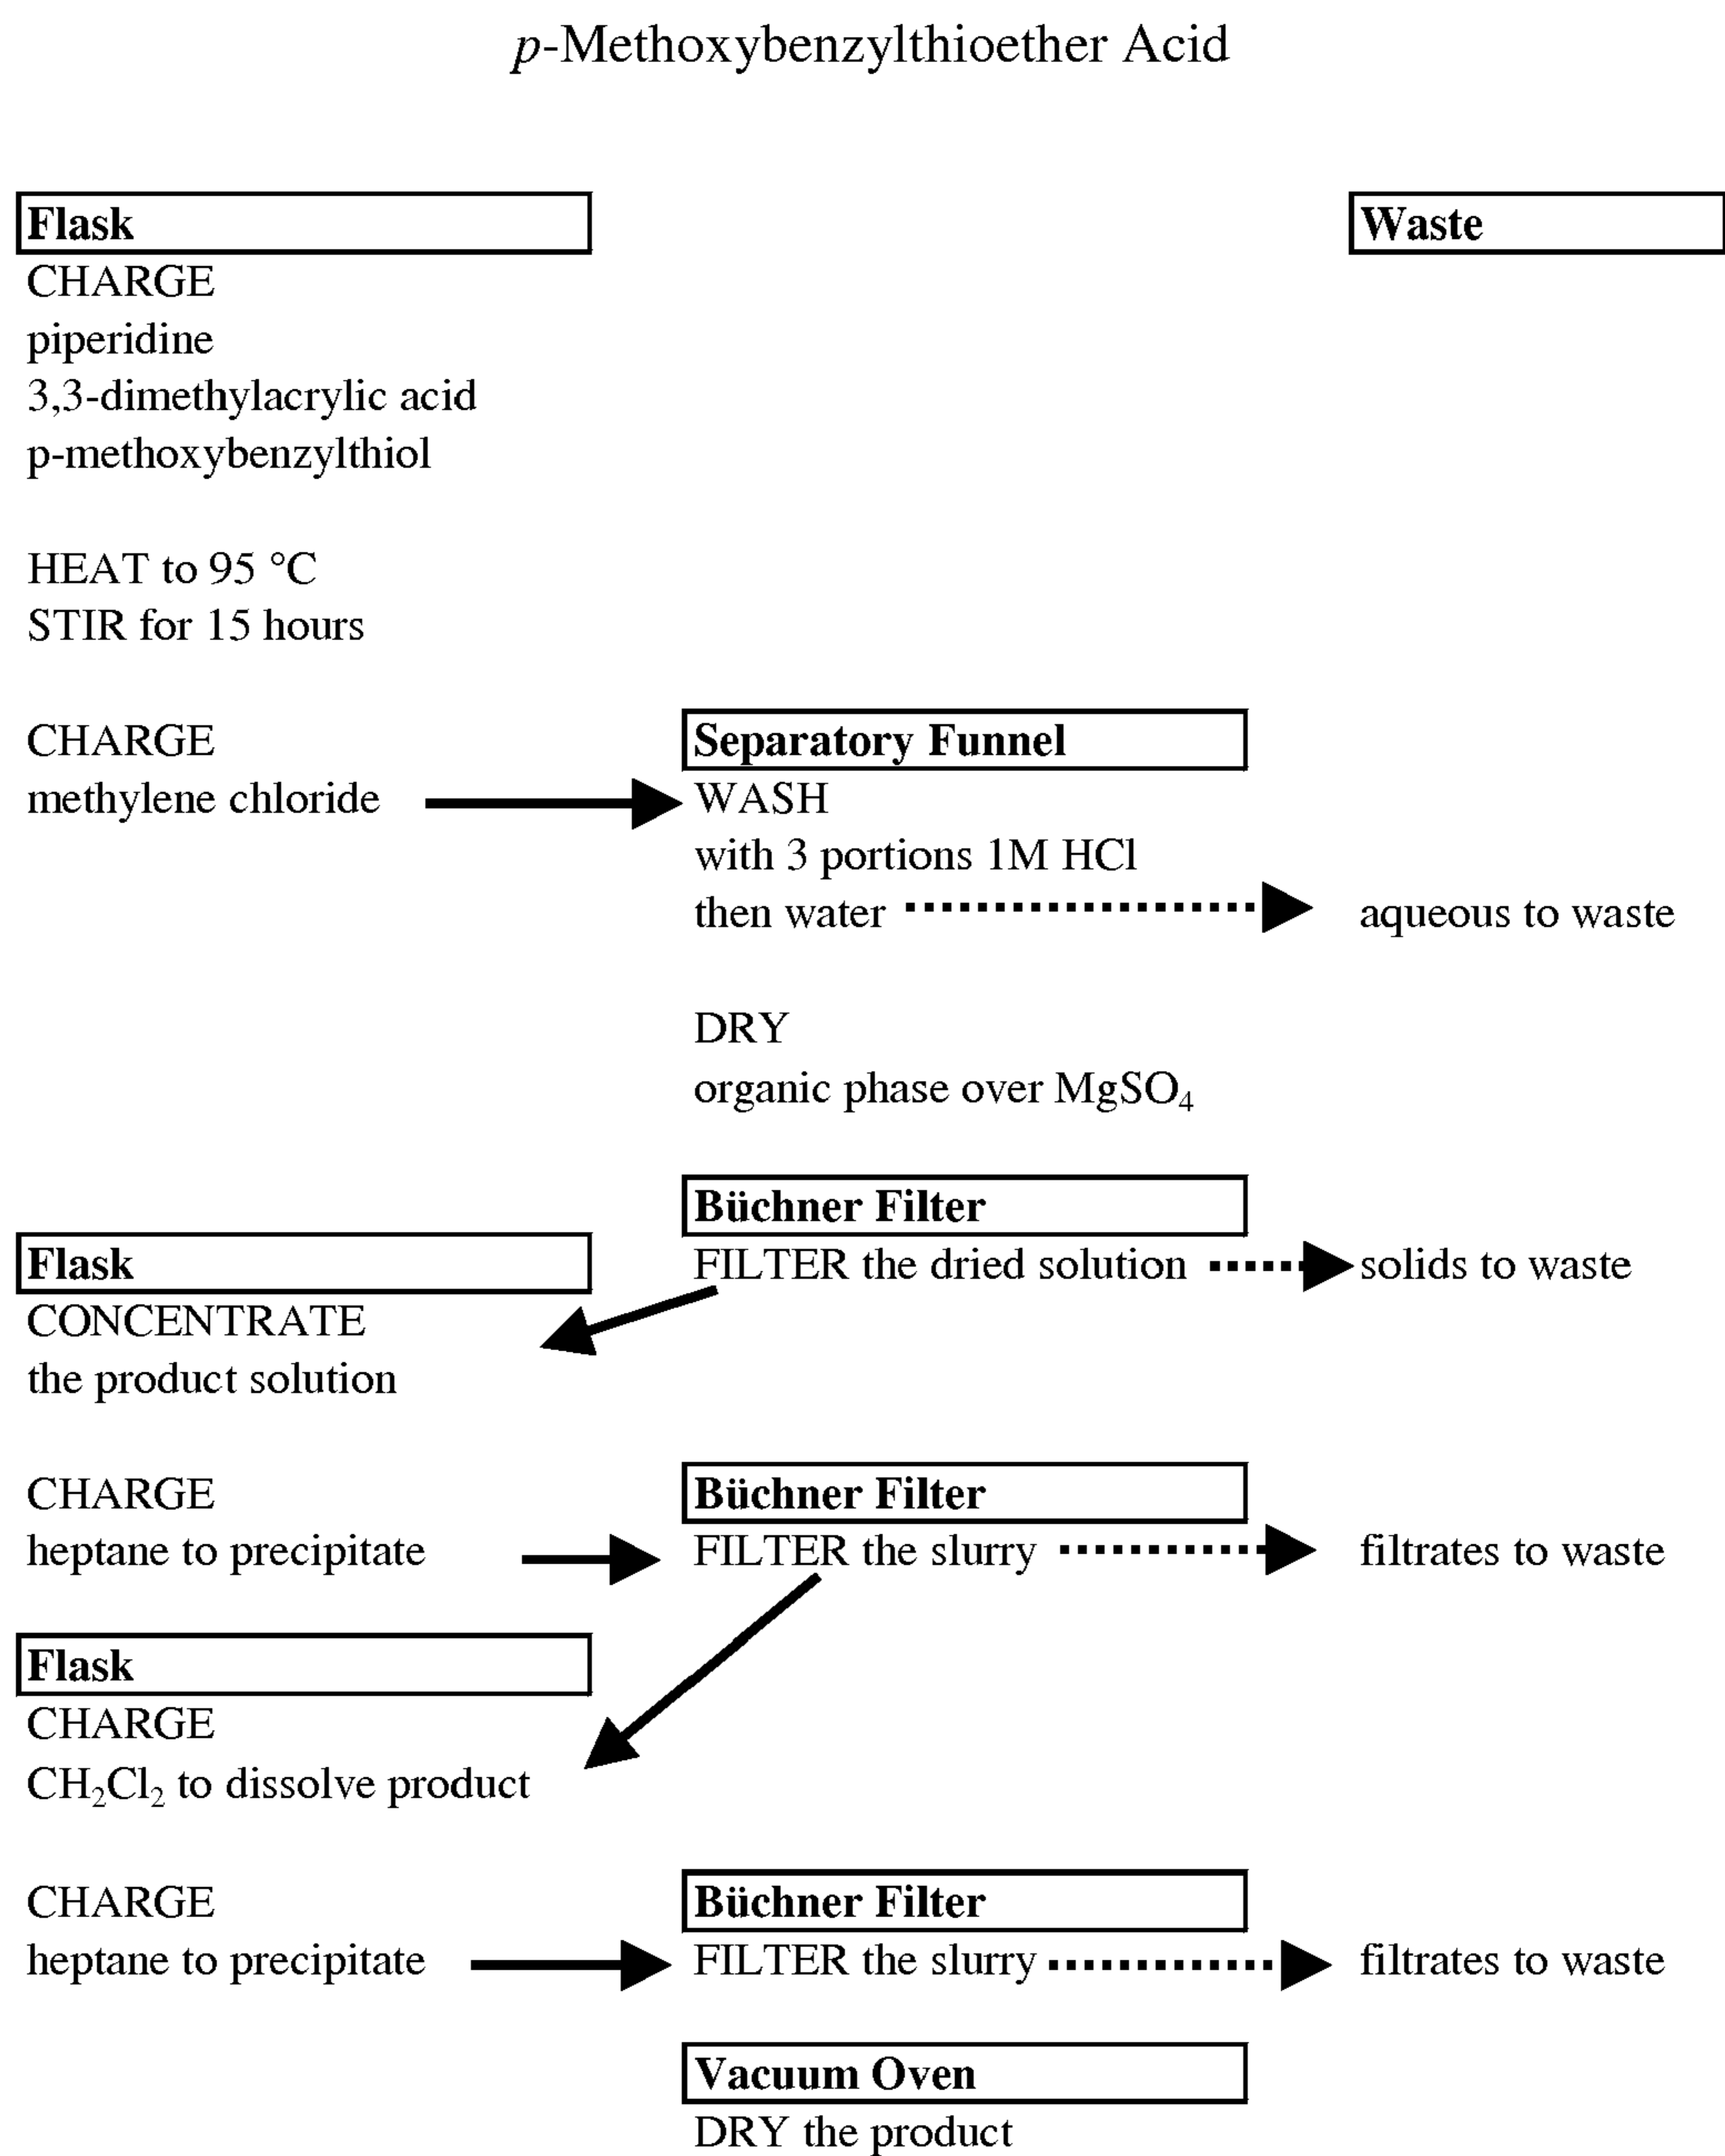 p-Methoxybenzylthioether Acid
Flask
Waste
CHARGE
piperidine
3,3-dimethylacrylic acid
p-methoxybenzylthiol
HEAT to 95 °C
STIR for 15 hours
CHARGE
methylene chloride
Separatory Funnel
WASH
with 3 portions 1M HCl
then water
aqueous to waste
DRY
organic phase over MgSO₄
Büchner Filter
FILTER the dried solution
solids to waste
Flask
CONCENTRATE
the product solution
CHARGE
heptane to precipitate
Büchner Filter
FILTER the slurry
filtrates to waste
Flask
CHARGE
CH₂Cl₂ to dissolve product
CHARGE
heptane to precipitate
Büchner Filter
FILTER the slurry
filtrates to waste
Vacuum Oven
DRY the product